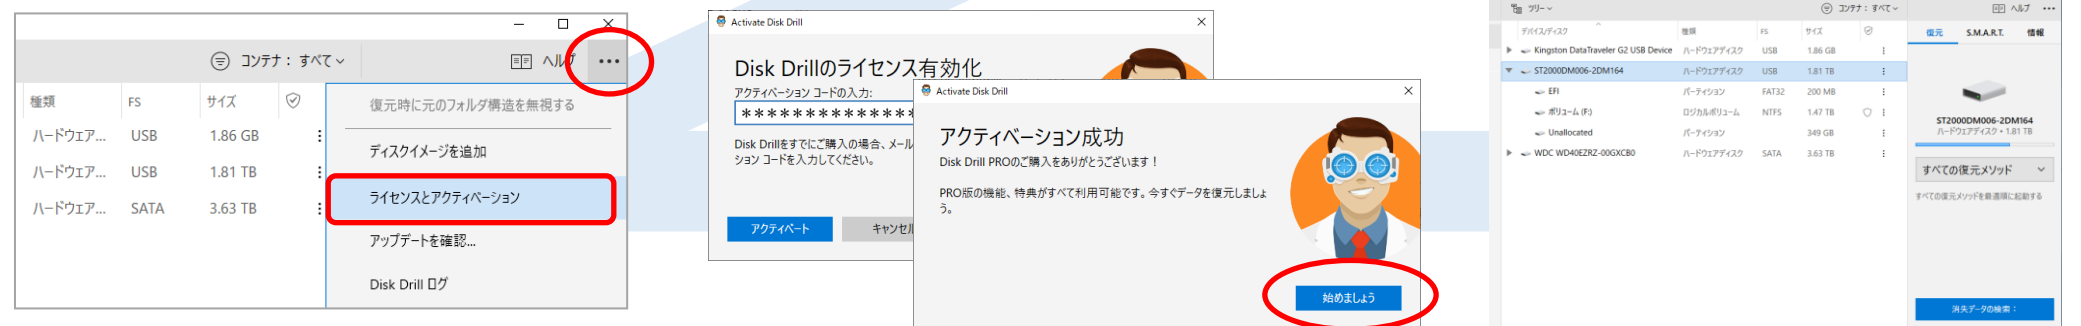 コンテナ： すべて
ヘルプ
種類 FS サイズ
ハードウェア... USB 1.86 GB
ハードウェア... USB 1.81 TB
ハードウェア... SATA 3.63 TB
復元時に元のフォルダ構造を無視する
ディスクイメージを追加
ライセンスとアクティベーション
アップデートを確認...
Disk Drill ログ
Activate Disk Drill
Disk Drillのライセンス有効化
アクティベーション コードの入力:
**************
Disk Drillをすでにご購入の場合、メール
ション コードを入力してください。
アクティベート キャンセル
Activate Disk Drill
アクティベーション成功
Disk Drill PROのご購入をありがとうございます！
PRO版の機能、特典がすべて利用可能です。今すぐデータを復元しましょ
う。
始めましょう
ツリー コンテナ： すべて ヘルプ
デバイス/ディスク 種類 FS サイズ
Kingston DataTraveler G2 USB Device ハードウェアディスク USB 1.86 GB
ST2000DM006-2DM164 ハードウェアディスク USB 1.81 TB
EFI パーティション FAT32 200 MB
ボリューム (F:) ロジカルボリューム NTFS 1.47 TB
Unallocated パーティション 349 GB
WDC WD40EZRZ-00GXCB0 ハードウェアディスク SATA 3.63 TB
復元 S.M.A.R.T. 情報
ST2000DM006-2DM164
ハードウェアディスク • 1.81 TB
すべての復元メソッド
すべての復元メソッドを最適順に起動する
消失データの検索：